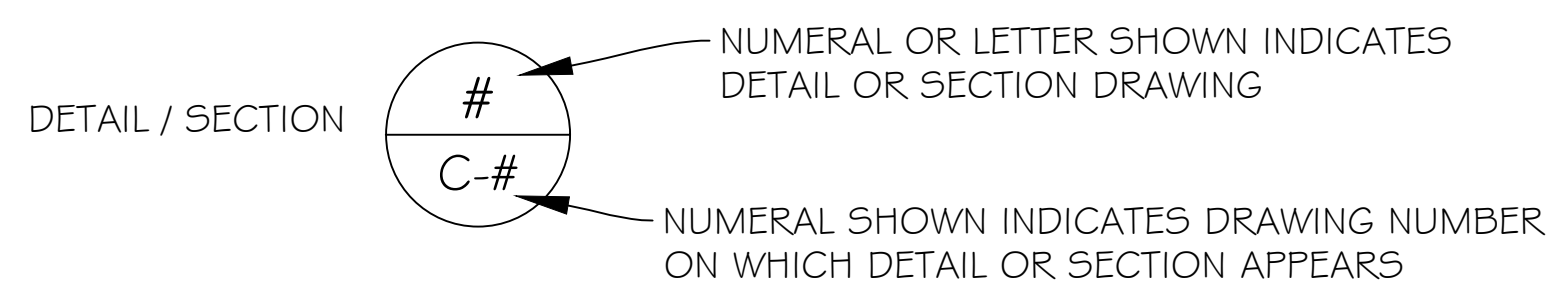 NUMERAL OR LETTER SHOWN INDICATES
DETAIL OR SECTION DRAWING
DETAIL / SECTION
#
C-#
NUMERAL SHOWN INDICATES DRAWING NUMBER
ON WHICH DETAIL OR SECTION APPEARS